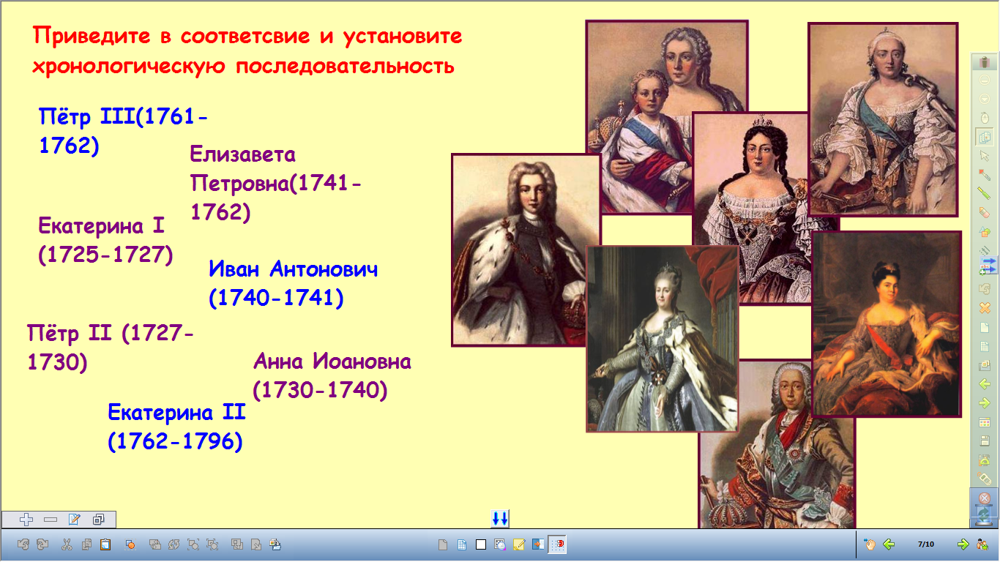 Приведите в соответсвие и установите
хронологическую последовательность
Пётр III(1761-
1762)
Елизавета
Петровна(1741-
1762)
Екатерина I
(1725-1727)
Иван Антонович
(1740-1741)
Пётр II (1727-
1730)
Анна Иоановна
(1730-1740)
Екатерина II
(1762-1796)
7/10